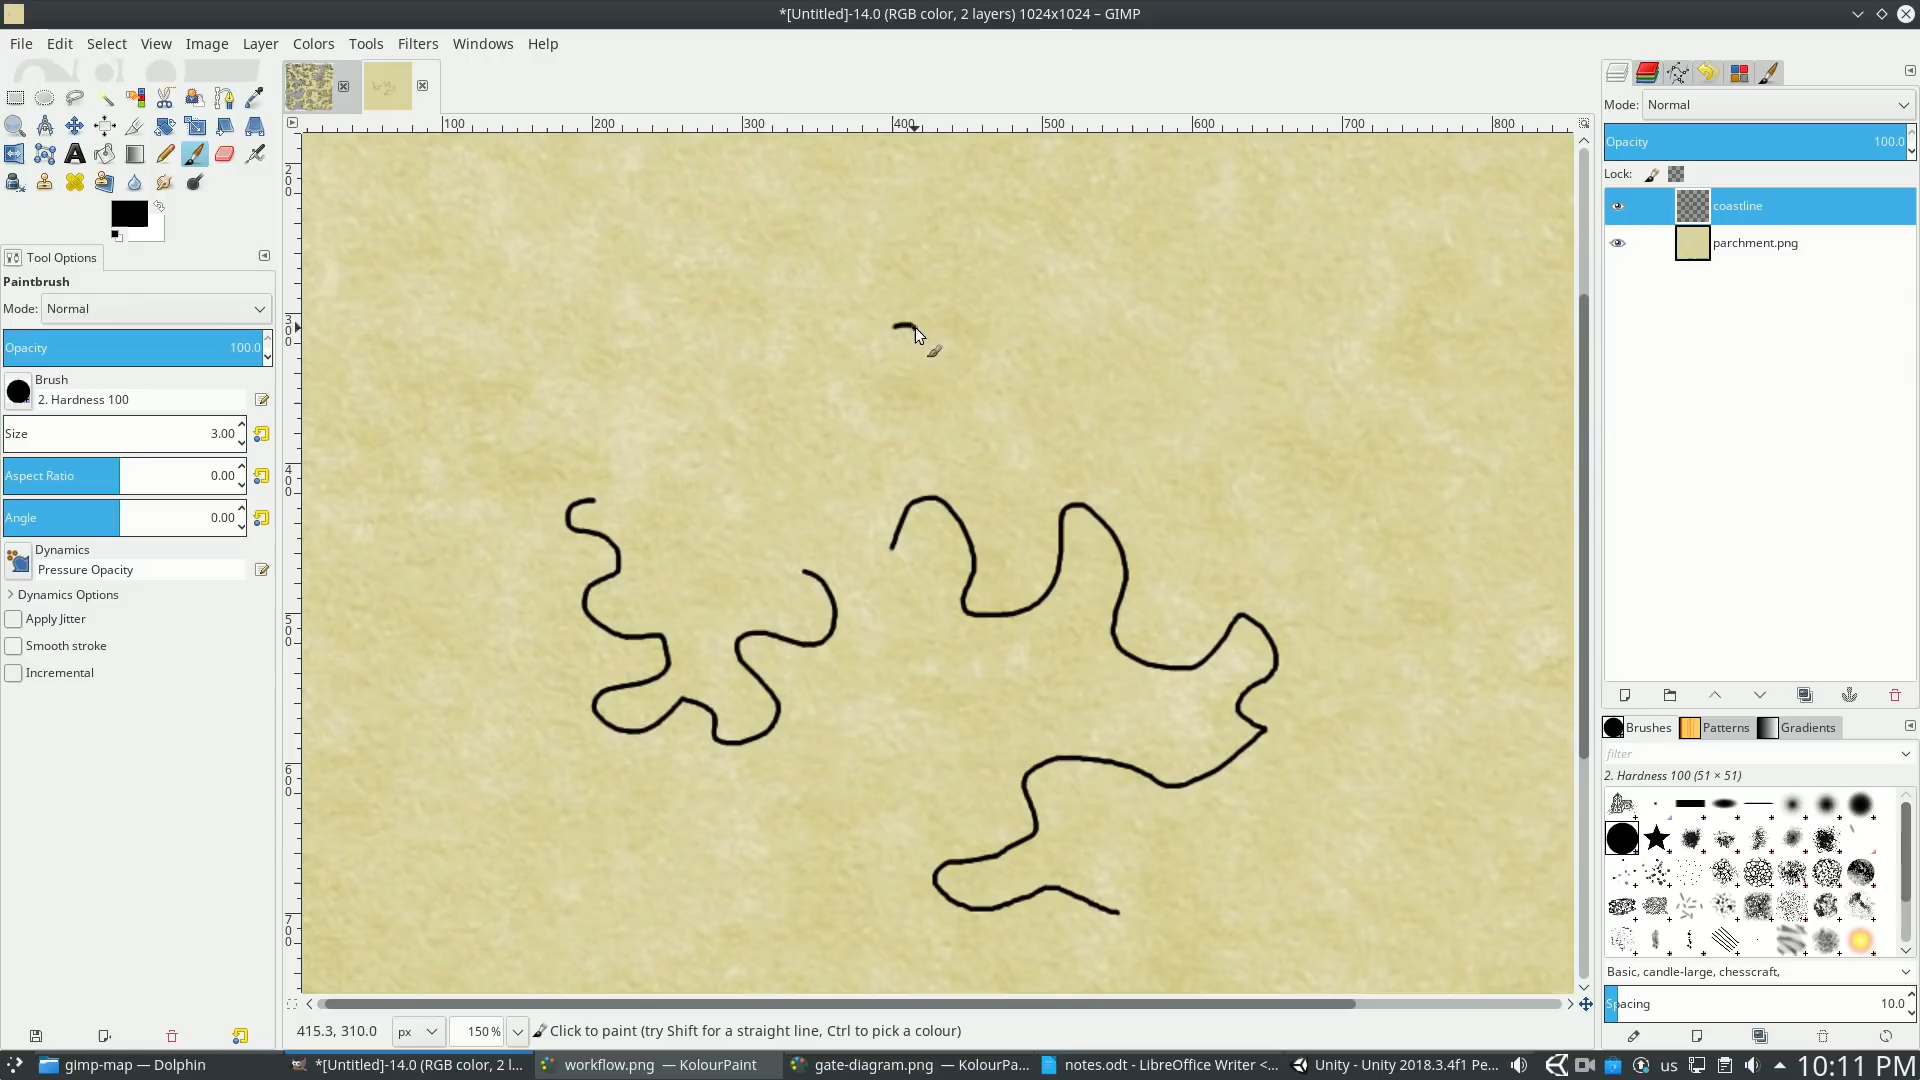 *[Untitled]-14.0 (RGB color, 2 layers) 1024x1024 – GIMP
File Edit Select View Image Layer Colors Tools Filters Windows Help
Tool Options
Paintbrush
Mode: Normal
Opacity 100.0
Brush
2. Hardness 100
Size 3.00
Aspect Ratio 0.00
Angle 0.00
Dynamics
Pressure Opacity
Dynamics Options
Apply Jitter
Smooth stroke
Incremental
100 200 300 400 500 600 700 800
200
300
400
500
600
700
415.3, 310.0 px 150 % Click to paint (try Shift for a straight line, Ctrl to pick a colour)
Mode: Normal
Opacity 100.0
Lock:
coastline
parchment.png
Brushes Patterns Gradients
filter
2. Hardness 100 (51 × 51)
Basic, candle-large, chesscraft,
Spacing 10.0
gimp-map — Dolphin
*[Untitled]-14.0 (RGB color, 2 l...
workflow.png — KolourPaint
gate-diagram.png — KolourPa...
notes.odt - LibreOffice Writer <...
Unity - Unity 2018.3.4f1 Pe...
us
10:11 PM